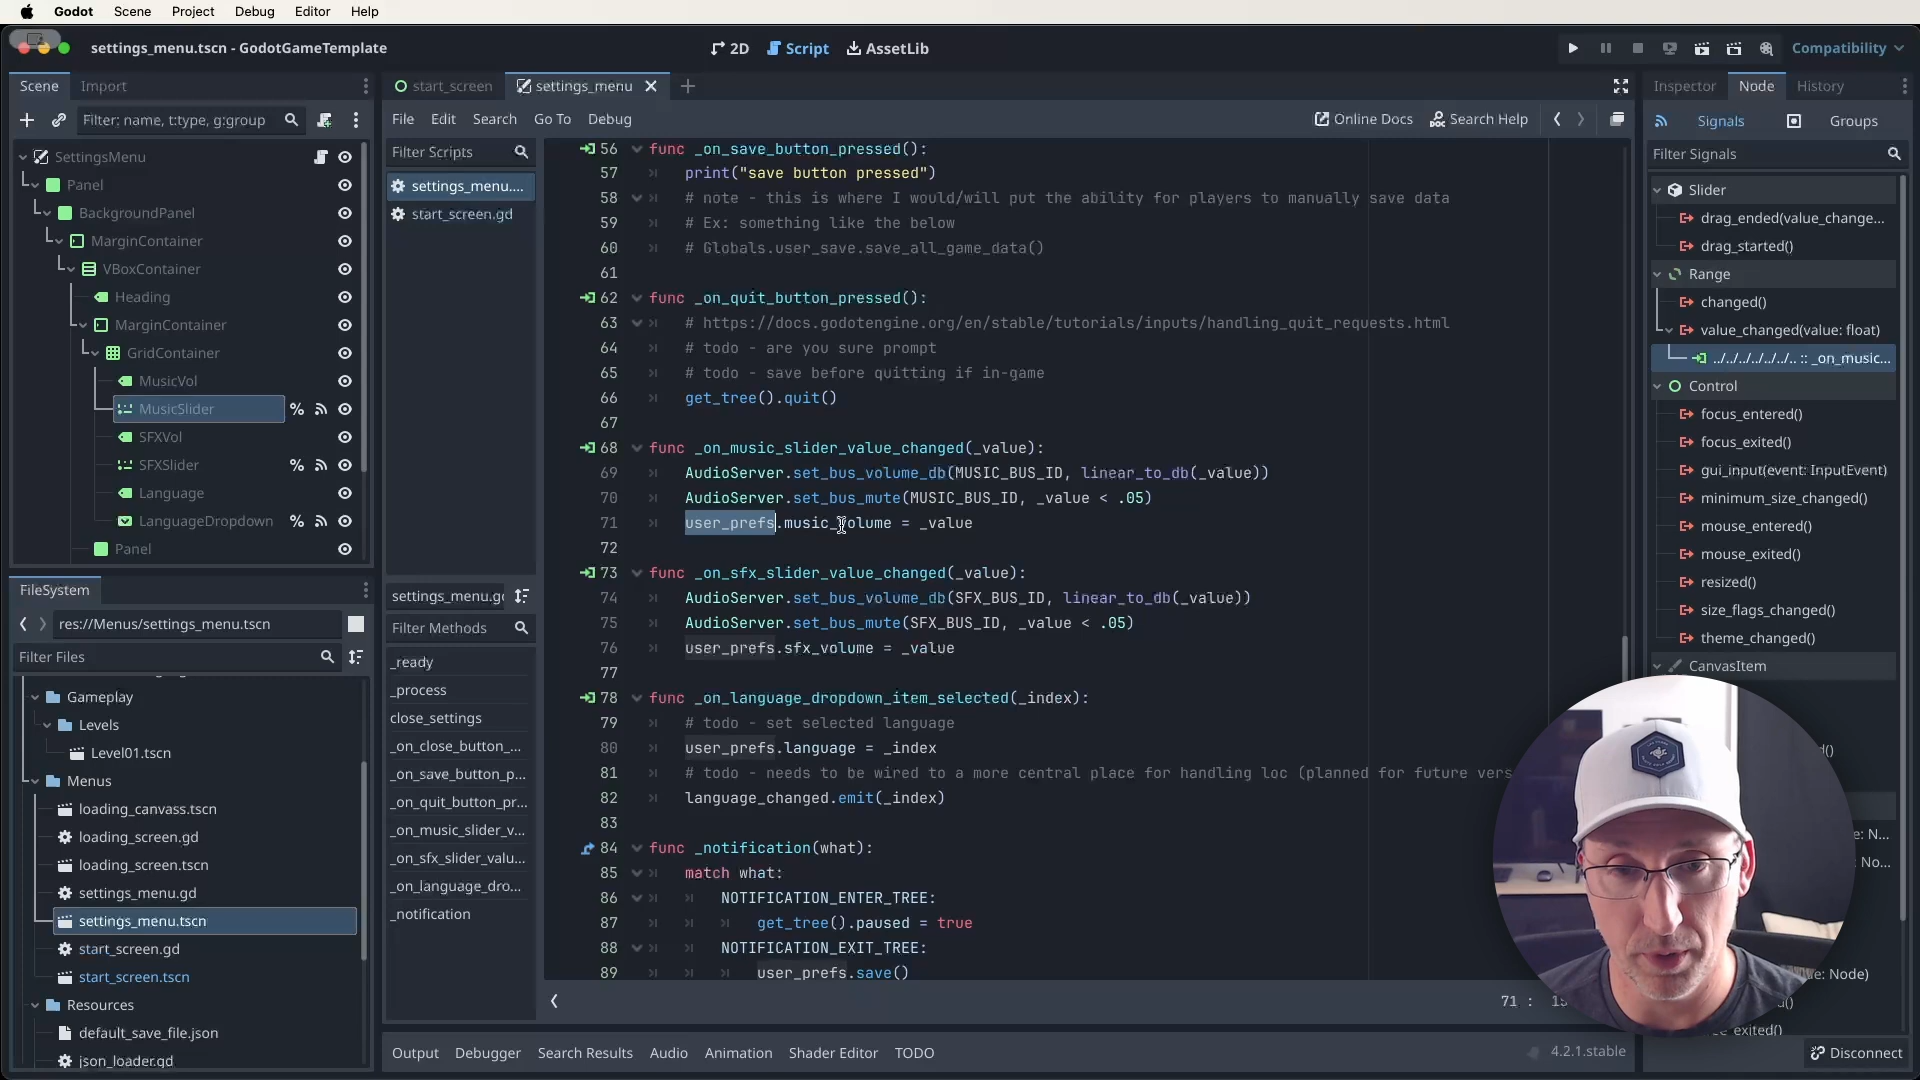 Godot Scene Project Debug Editor Help
settings_menu.tscn - GodotGameTemplate
2D Script AssetLib
Compatibility
Scene Import
Filter: name, t:type, g:group
SettingsMenu
Panel
BackgroundPanel
MarginContainer
VBoxContainer
Heading
MarginContainer
GridContainer
MusicVol
MusicSlider %
SFXVol
SFXSlider %
Language
LanguageDropdown %
Panel
FileSystem
res://Menus/settings_menu.tscn
Filter Files
Gameplay
Levels
Level01.tscn
Menus
loading_canvass.tscn
loading_screen.gd
loading_screen.tscn
settings_menu.gd
settings_menu.tscn
start_screen.gd
start_screen.tscn
Resources
default_save_file.json
json_loader.gd
start_screen settings_menu
File Edit Search Go To Debug
Online Docs Search Help
Filter Scripts
settings_menu....
start_screen.gd
settings_menu.g
Filter Methods
_ready
_process
close_settings
_on_close_button_...
_on_save_button_p...
_on_quit_button_pr...
_on_music_slider_v...
_on_sfx_slider_valu...
_on_language_dro...
_notification
56 func _on_save_button_pressed():
57 print("save button pressed")
58 # note - this is where I would/will put the ability for players to manually save data
59 # Ex: something like the below
60 # Globals.user_save.save_all_game_data()
61
62 func _on_quit_button_pressed():
63 # https://docs.godotengine.org/en/stable/tutorials/inputs/handling_quit_requests.html
64 # todo - are you sure prompt
65 # todo - save before quitting if in-game
66 get_tree().quit()
67
68 func _on_music_slider_value_changed(_value):
69 AudioServer.set_bus_volume_db(MUSIC_BUS_ID, linear_to_db(_value))
70 AudioServer.set_bus_mute(MUSIC_BUS_ID, _value < .05)
71 user_prefs.music_volume = _value
72
73 func _on_sfx_slider_value_changed(_value):
74 AudioServer.set_bus_volume_db(SFX_BUS_ID, linear_to_db(_value))
75 AudioServer.set_bus_mute(SFX_BUS_ID, _value < .05)
76 user_prefs.sfx_volume = _value
77
78 func _on_language_dropdown_item_selected(_index):
79 # todo - set selected language
80 user_prefs.language = _index
81 # todo - needs to be wired to a more central place for handling loc (planned for future vers
82 language_changed.emit(_index)
83
84 func _notification(what):
85 match what:
86 NOTIFICATION_ENTER_TREE:
87 get_tree().paused = true
88 NOTIFICATION_EXIT_TREE:
89 user_prefs.save()
71 :
Output Debugger Search Results Audio Animation Shader Editor TODO
4.2.1.stable
Inspector Node History
Signals Groups
Filter Signals
Slider
drag_ended(value_change...
drag_started()
Range
changed()
value_changed(value: float)
../../../../../../.. :: _on_music...
Control
focus_entered()
focus_exited()
gui_input(event: InputEvent)
minimum_size_changed()
mouse_entered()
mouse_exited()
resized()
size_flags_changed()
theme_changed()
CanvasItem
Disconnect